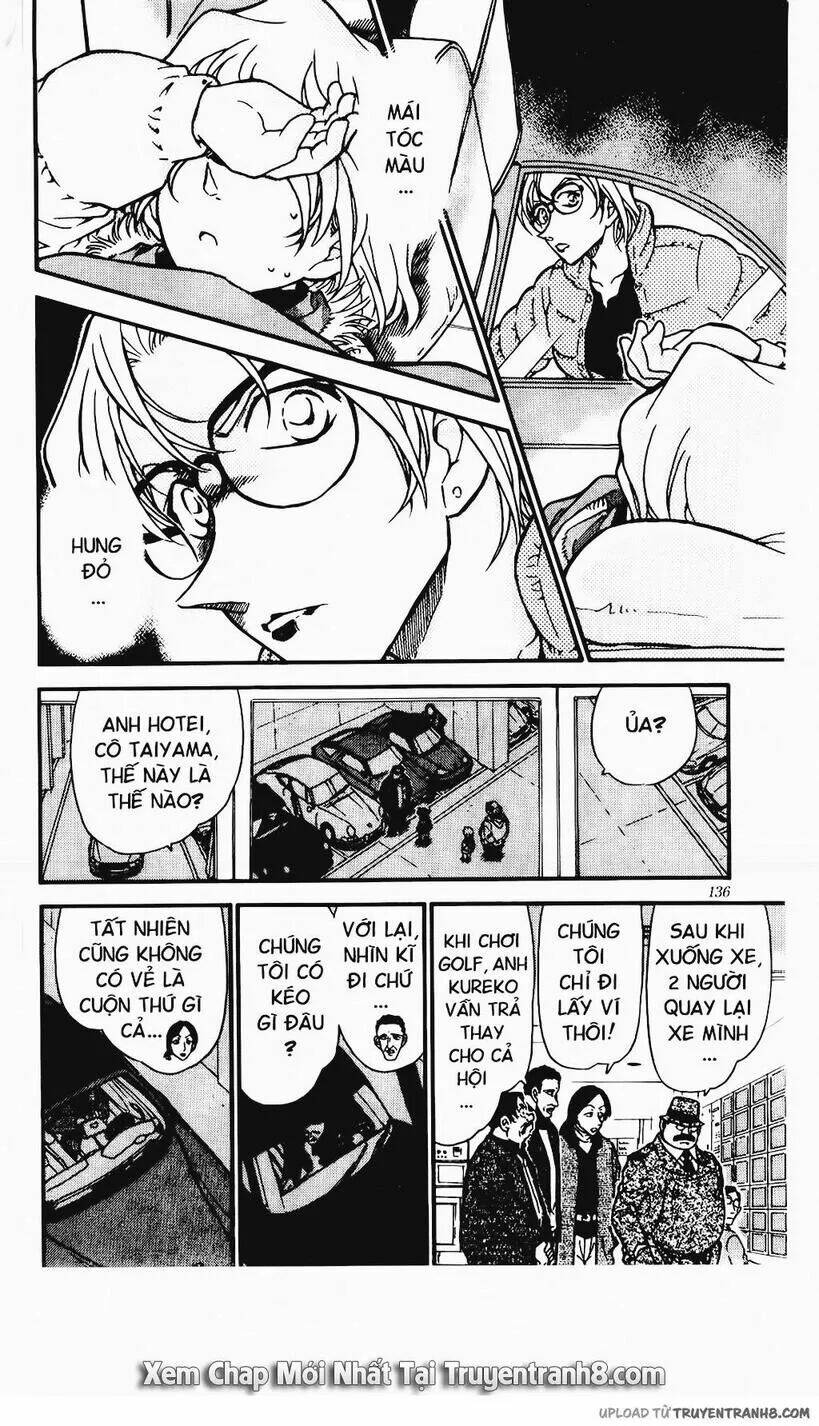 MÁI
TÓC
MÀU
...
HUNG
ĐỎ
...
ANH HOTEI,
CÔ TAIYAMA,
THẾ NÀY LÀ
THẾ NÀO?
ỦA?
136
TẤT NHIÊN
CŨNG KHÔNG
CÓ VẺ LÀ
CUỘN THỨ GÌ
CẢ...
CHÚNG
TÔI CÓ
KÉO
GÌ ĐÂU
?
VỚI LẠI,
NHÌN KĨ
ĐI CHỨ
...
KHI CHƠI
GOLF, ANH
KUREKO
VẪN TRẢ
THAY
CHO CẢ
HỘI
...
CHÚNG
TÔI
CHỈ ĐI
LẤY VÍ
THÔI!
SAU KHI
XUỐNG XE,
2 NGƯỜI
QUAY LẠI
XE MÌNH
...
Xem Chap Mới Nhất Tại Truyentranh8.com
UPLOAD TỪ TRUYENTRANH8.COM